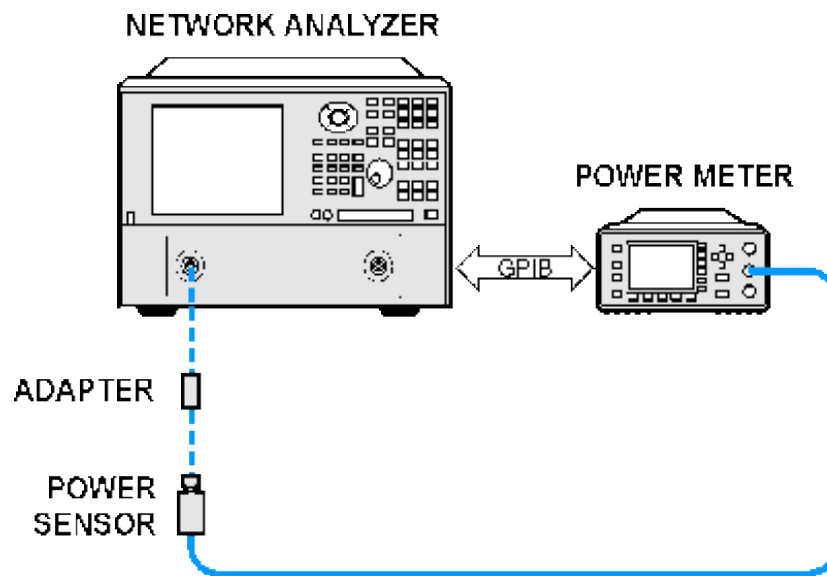 NETWORK ANALYZER
POWER METER
GPIB
ADAPTER
POWER
SENSOR